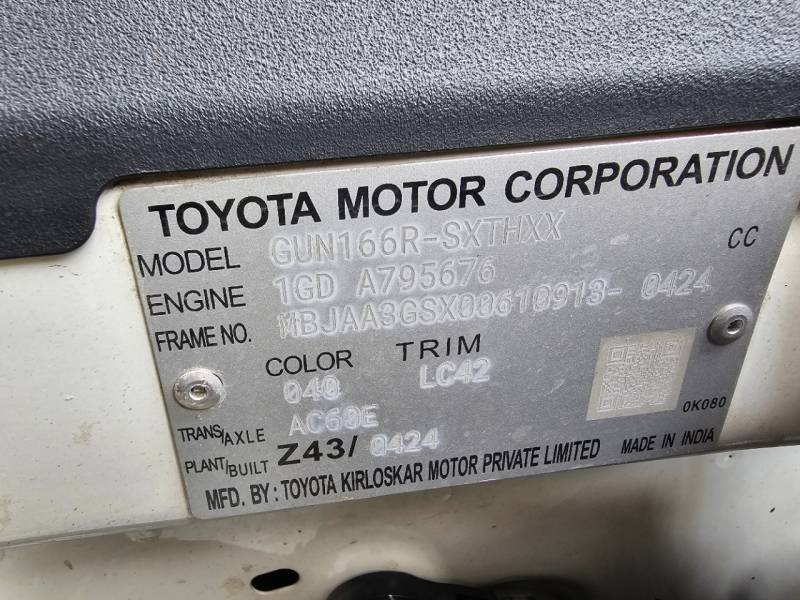 TOYOTA MOTOR CORPORATION
MODEL GUN166R-SXTHXX
ENGINE 1GD A795676 CC
FRAME NO. MBJAA3GSX00610913- 0424
COLOR TRIM
040 LC42
TRANS/AXLE AC60E
PLANT/BUILT Z43/ 0424
0K080
MFD. BY : TOYOTA KIRLOSKAR MOTOR PRIVATE LIMITED MADE IN INDIA